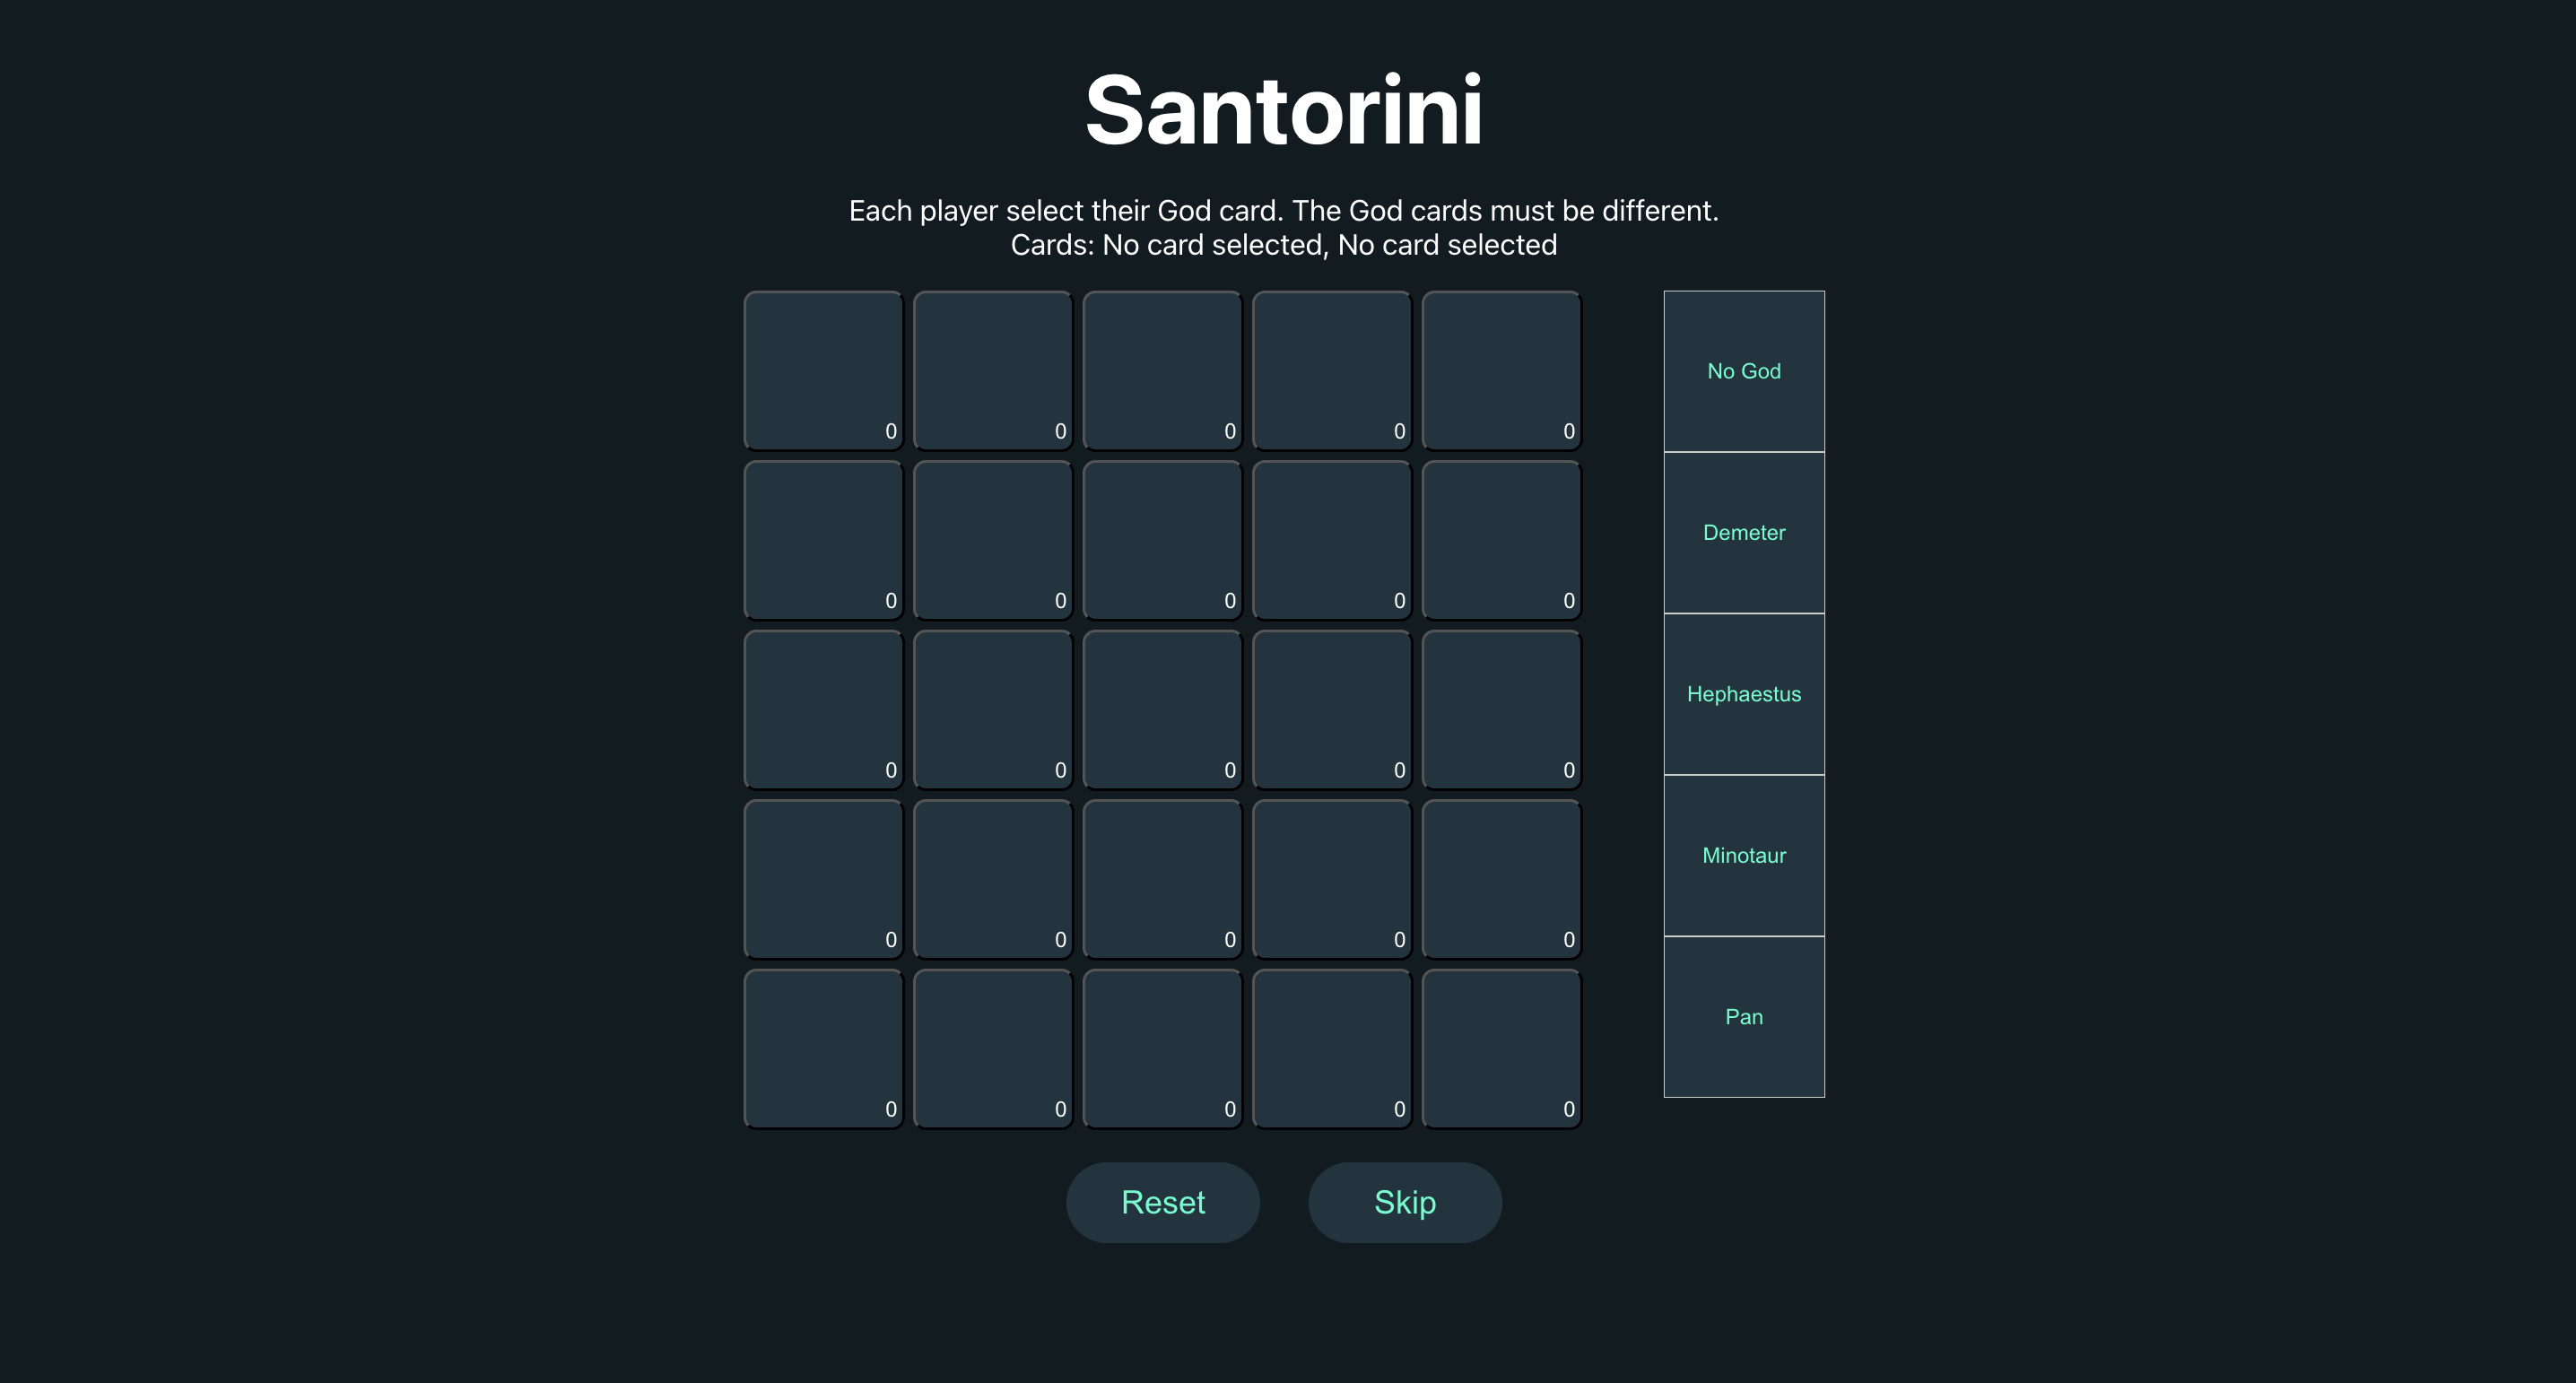 Santorini
Each player select their God card. The God cards must be different.
Cards: No card selected, No card selected
0 0 0 0 0
No God
0 0 0 0 0
Demeter
0 0 0 0 0
Hephaestus
0 0 0 0 0
Minotaur
0 0 0 0 0
Pan
Reset Skip